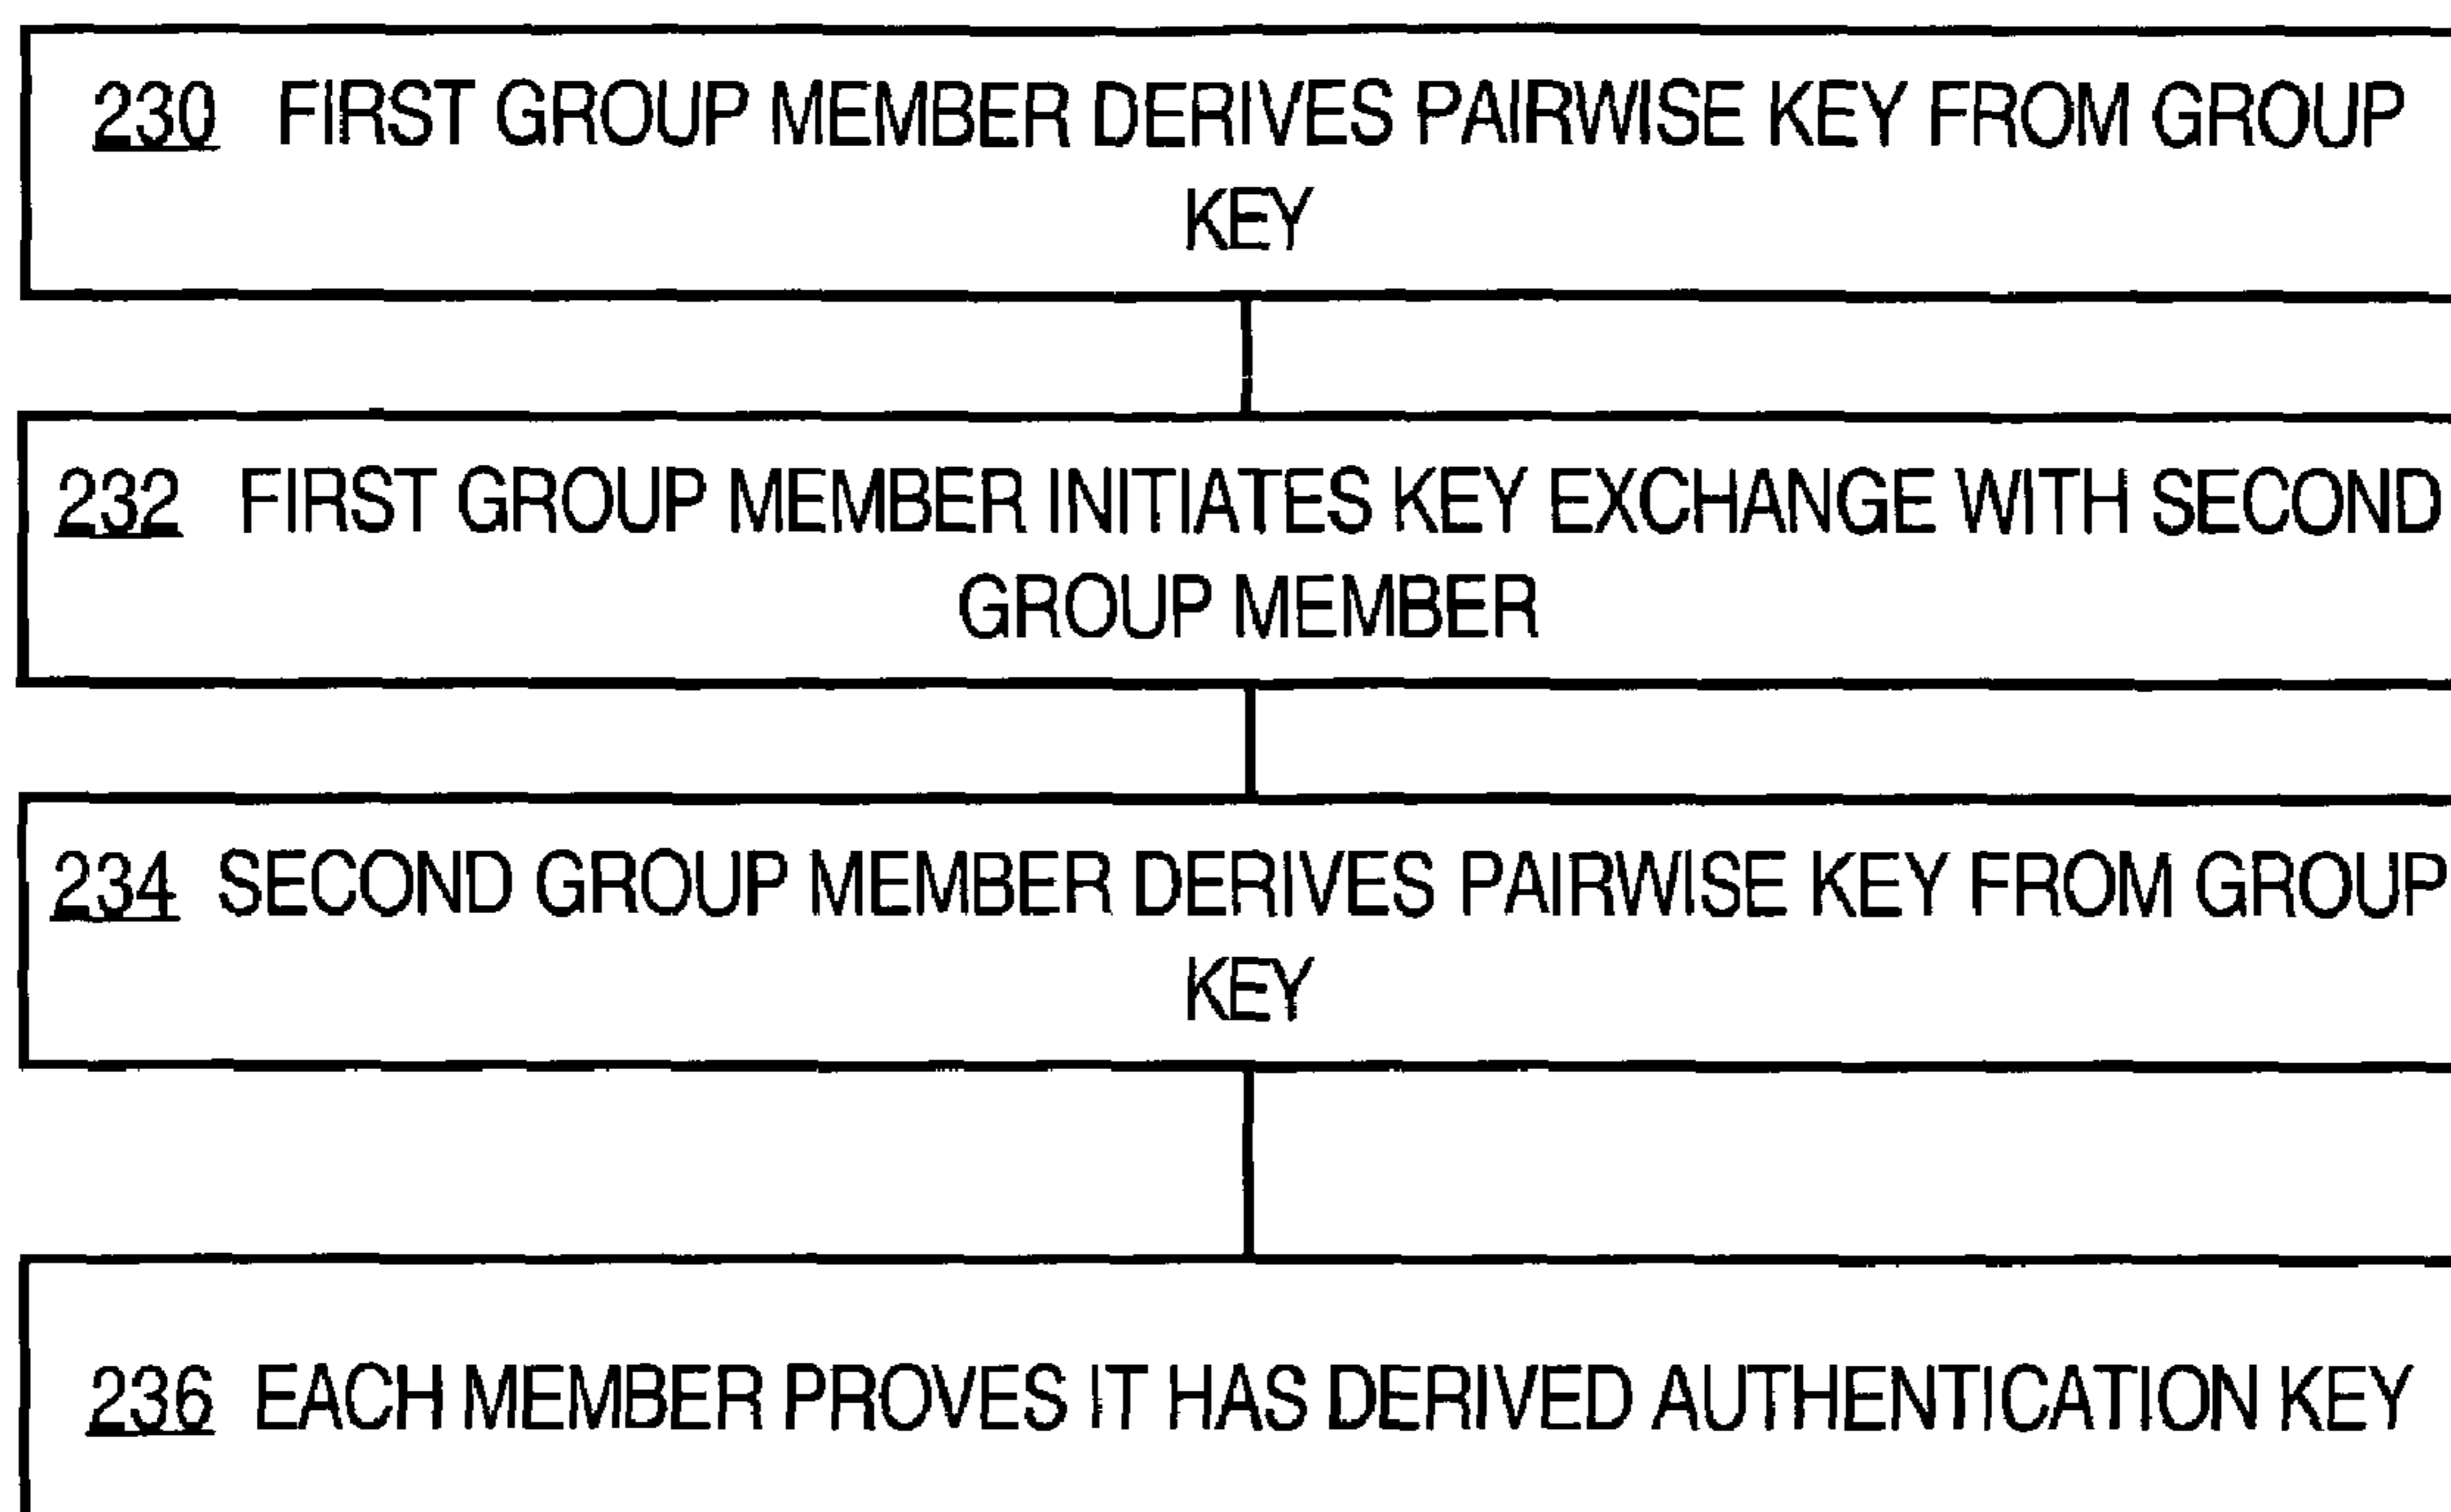 230 FIRST GROUP MEMBER DERIVES PAIRWISE KEY FROM GROUP
KEY
232 FIRST GROUP MEMBER INITIATES KEY EXCHANGE WITH SECOND
GROUP MEMBER
234 SECOND GROUP MEMBER DERIVES PAIRWISE KEY FROM GROUP
KEY
236 EACH MEMBER PROVES IT HAS DERIVED AUTHENTICATION KEY